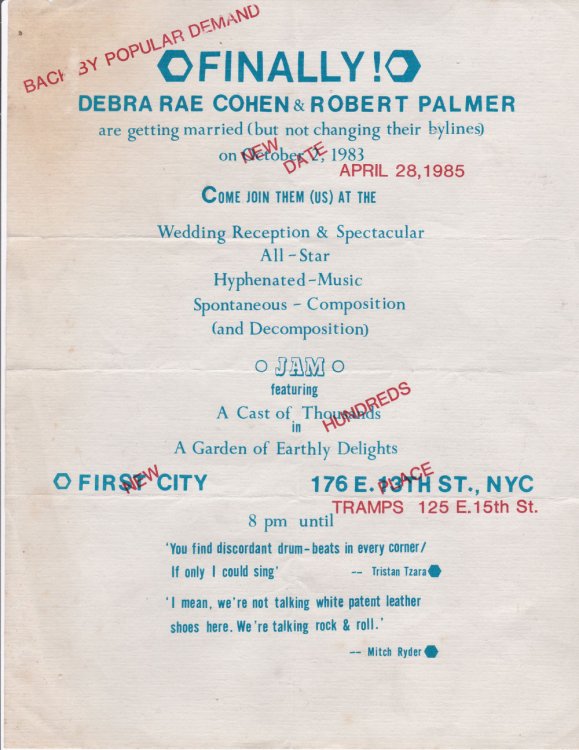 BACK BY POPULAR DEMAND
FINALLY!
DEBRA RAE COHEN & ROBERT PALMER
are getting married (but not changing their bylines)
on October 2, 1983
NEW DATE
APRIL 28, 1985
COME JOIN THEM (US) AT THE
Wedding Reception & Spectacular
All-Star
Hyphenated-Music
Spontaneous - Composition
(and Decomposition)
JAM
featuring
A Cast of Thousands
HUNDREDS
in
A Garden of Earthly Delights
FIRST CITY 176 E. 13TH ST., NYC
NEW PLACE
TRAMPS 125 E.15th St.
8 pm until
'You find discordant drum-beats in every corner/
If only I could sing' -- Tristan Tzara
'I mean, we're not talking white patent leather
shoes here. We're talking rock & roll.'
-- Mitch Ryder